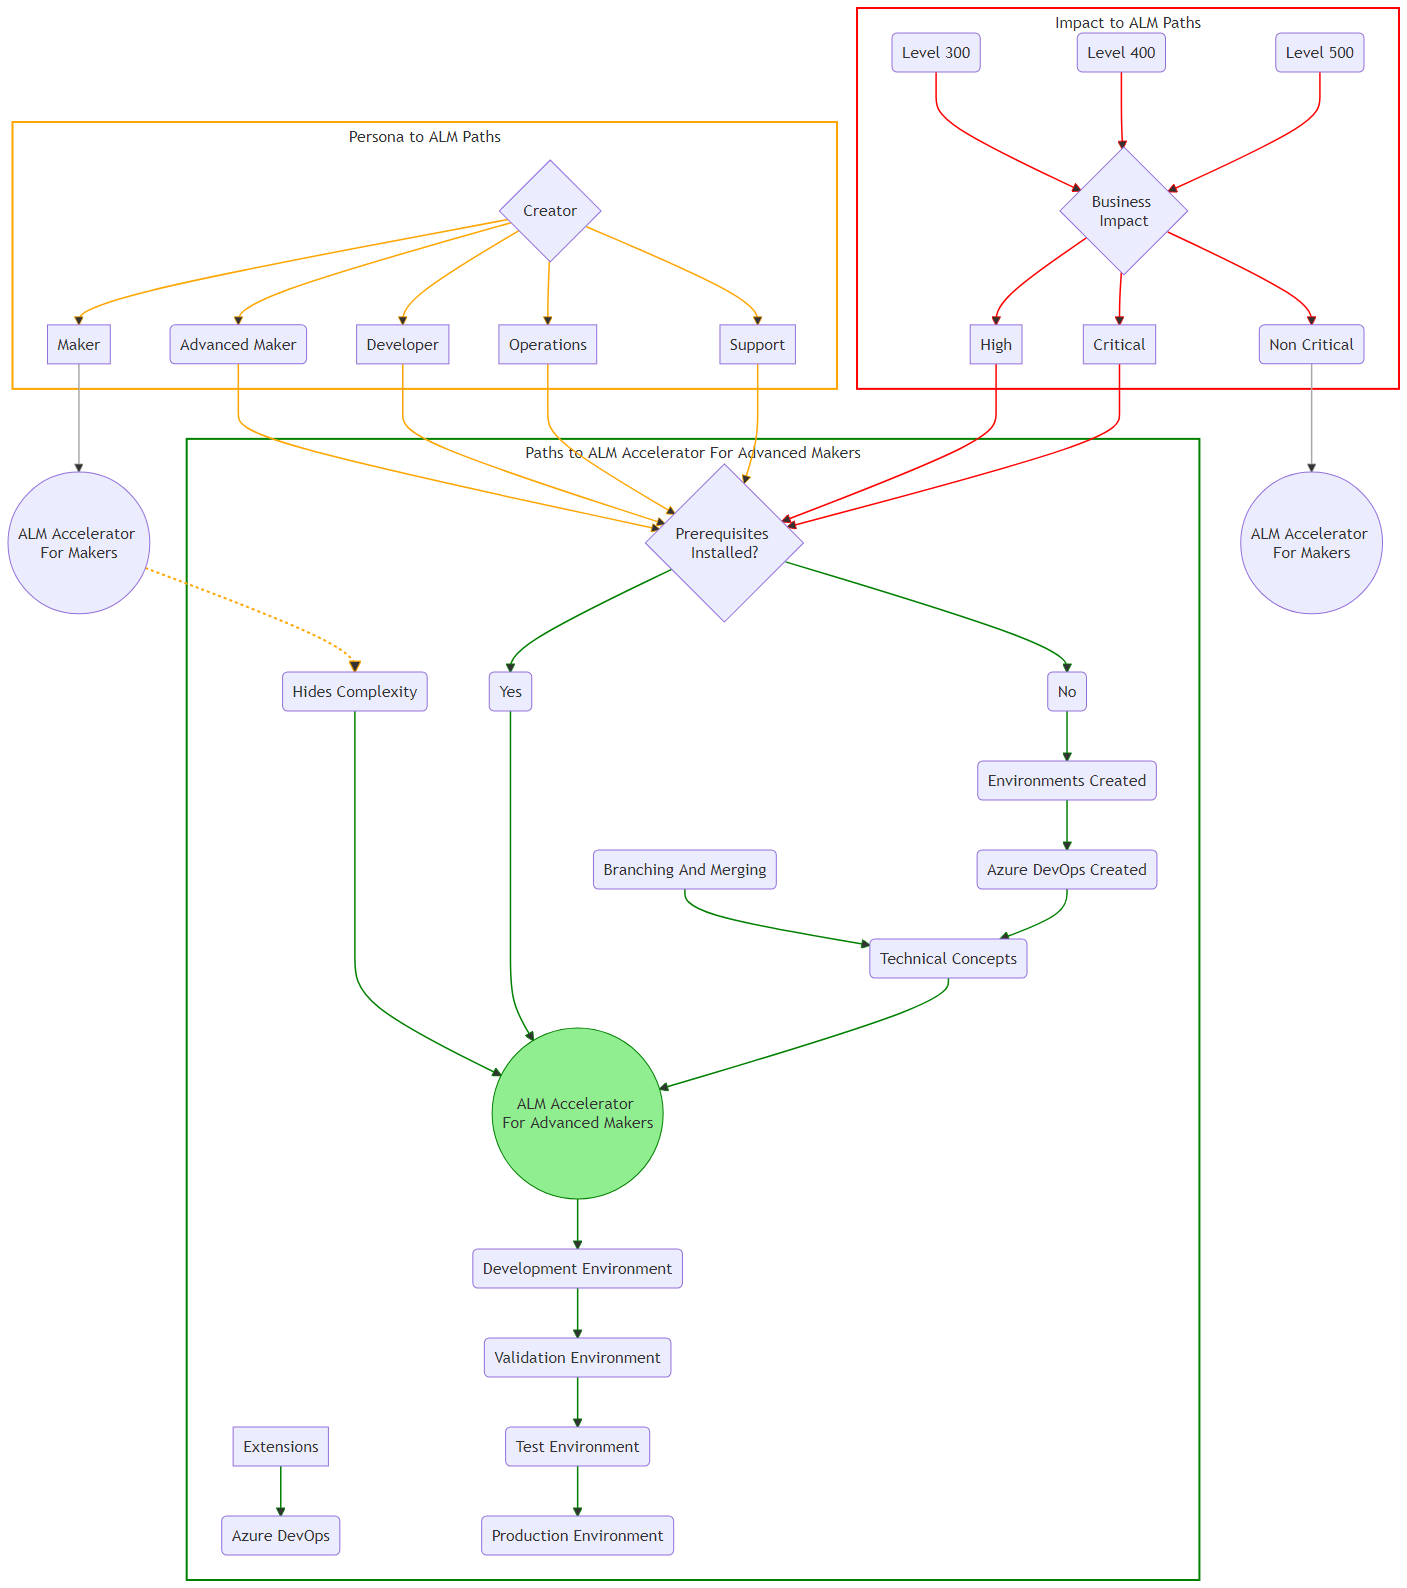 Impact to ALM Paths
Level 300
Level 400
Level 500
Persona to ALM Paths
Creator
Business
Impact
Maker
Advanced Maker
Developer
Operations
Support
High
Critical
Non Critical
Paths to ALM Accelerator For Advanced Makers
ALM Accelerator
For Makers
Prerequisites
Installed?
ALM Accelerator
For Makers
Hides Complexity
Yes
No
Environments Created
Branching And Merging
Azure DevOps Created
Technical Concepts
ALM Accelerator
For Advanced Makers
Development Environment
Validation Environment
Extensions
Test Environment
Azure DevOps
Production Environment